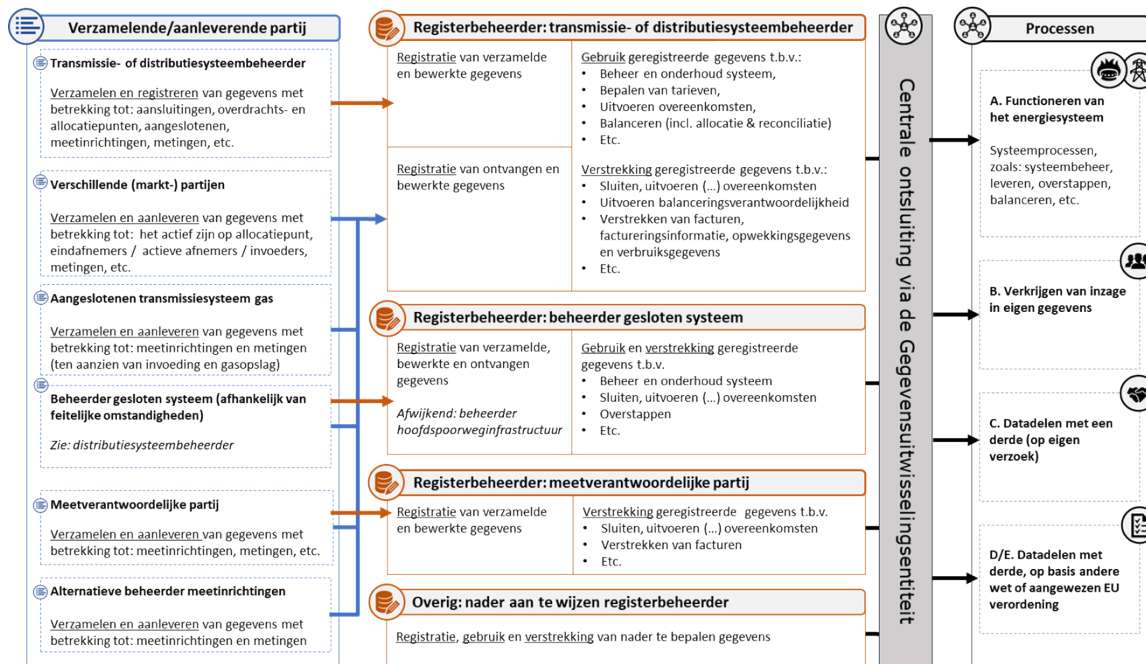 Verzamelende/aanleverende partij
Transmissie- of distributiesysteembeheerder
Verzamelen en registreren van gegevens met
betrekking tot: aansluitingen, overdrachts- en
allocatiepunten, aangeslotenen,
meetinrichtingen, metingen, etc.
Verschillende (markt-) partijen
Verzamelen en aanleveren van gegevens met
betrekking tot:  het actief zijn op allocatiepunt,
eindafnemers /  actieve afnemers / invoeders,
metingen, etc.
Aangeslotenen transmissiesysteem gas
Verzamelen en aanleveren van gegevens met
betrekking tot: meetinrichtingen en metingen
(ten aanzien van invoeding en gasopslag)
Beheerder gesloten systeem (afhankelijk van
feitelijke omstandigheden)
Zie: distributiesysteembeheerder
Meetverantwoordelijke partij
Verzamelen en aanleveren van gegevens met
betrekking tot: meetinrichtingen, metingen, etc.
Alternatieve beheerder meetinrichtingen
Verzamelen en aanleveren van gegevens met
betrekking tot: meetinrichtingen en metingen
Registerbeheerder: transmissie- of distributiesysteembeheerder
Registratie van verzamelde
en bewerkte gegevens
Gebruik geregistreerde gegevens t.b.v.:
• Beheer en onderhoud systeem,
• Bepalen van tarieven,
• Uitvoeren overeenkomsten,
• Balanceren (incl. allocatie & reconciliatie)
• Etc.
Registratie van ontvangen en
bewerkte gegevens
Verstrekking geregistreerde gegevens t.b.v.:
• Sluiten, uitvoeren (…) overeenkomsten
• Uitvoeren balanceringsverantwoordelijkheid
• Verstrekken van facturen,
factureringsinformatie, opwekkingsgegevens
en verbruiksgegevens
• Etc.
Registerbeheerder: beheerder gesloten systeem
Registratie van verzamelde,
bewerkte en ontvangen
gegevens
Afwijkend: beheerder
hoofdspoorweginfrastructuur
Gebruik en verstrekking geregistreerde
gegevens t.b.v.
• Beheer en onderhoud systeem
• Sluiten, uitvoeren (…) overeenkomsten
• Overstappen
• Etc.
Registerbeheerder: meetverantwoordelijke partij
Registratie van verzamelde
en bewerkte gegevens
Verstrekking geregistreerde  gegevens t.b.v.
• Sluiten, uitvoeren (…) overeenkomsten
• Verstrekken van facturen
• Etc.
Overig: nader aan te wijzen registerbeheerder
Registratie, gebruik en verstrekking van nader te bepalen gegevens
Centrale ontsluiting via de Gegevensuitwisselingsentiteit
Processen
A. Functioneren van
het energiesysteem
Systeemprocessen,
zoals: systeembeheer,
leveren, overstappen,
balanceren, etc.
B. Verkrijgen van inzage
in eigen gegevens
C. Datadelen met een
derde (op eigen
verzoek)
D/E. Datadelen met
derde, op basis andere
wet of aangewezen EU
verordening